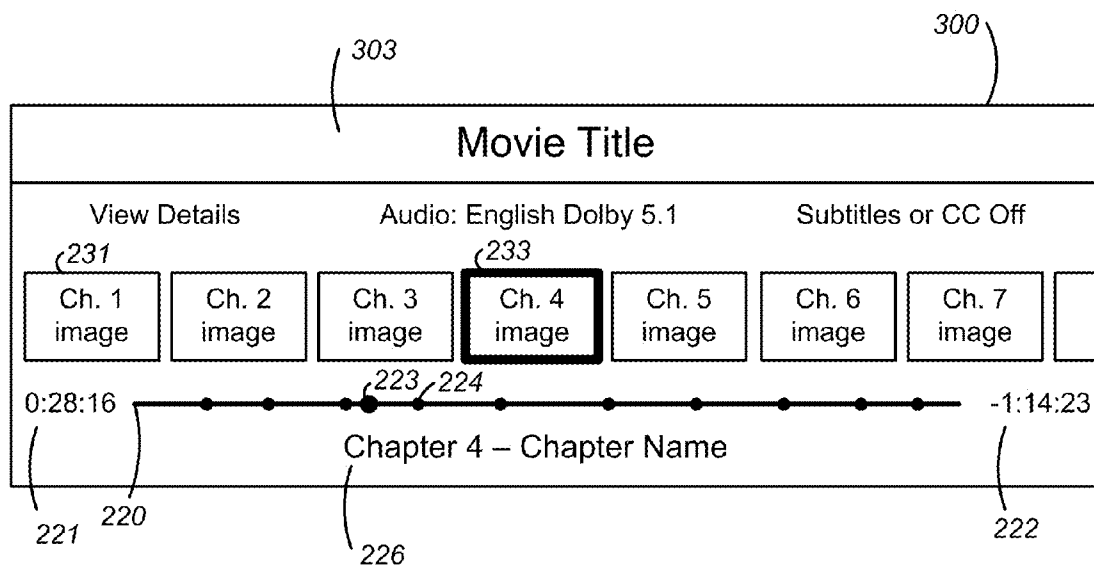 303
300
Movie Title
View Details Audio: English Dolby 5.1 Subtitles or CC Off
231 233
Ch. 1 Ch. 2 Ch. 3 Ch. 4 Ch. 5 Ch. 6 Ch. 7
image image image image image image image
223 224
0:28:16 -1:14:23
Chapter 4 – Chapter Name
221 220 226 222